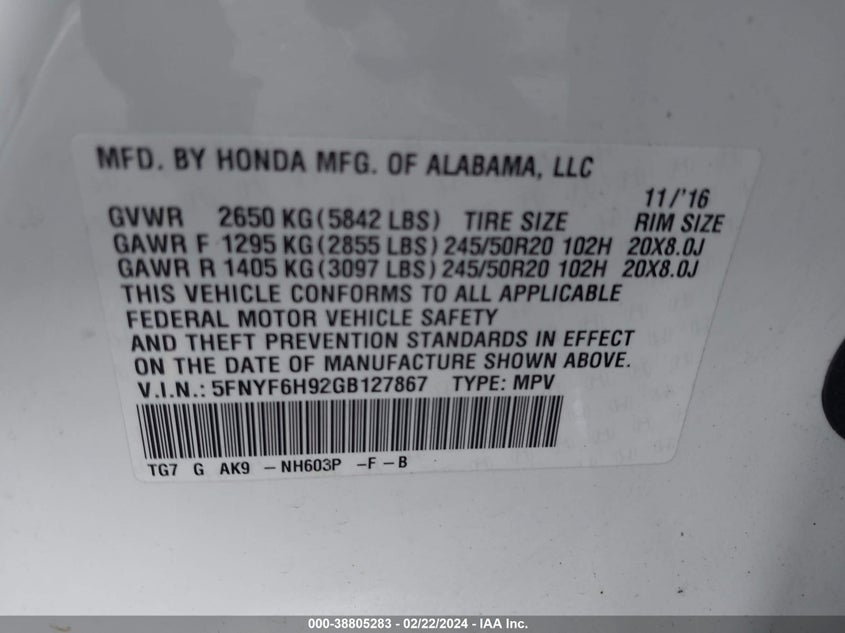 MFD. BY HONDA MFG. OF ALABAMA, LLC
11/'16
GVWR 2650 KG (5842 LBS) TIRE SIZE RIM SIZE
GAWR F 1295 KG (2855 LBS) 245/50R20 102H 20X8.0J
GAWR R 1405 KG (3097 LBS) 245/50R20 102H 20X8.0J
THIS VEHICLE CONFORMS TO ALL APPLICABLE
FEDERAL MOTOR VEHICLE SAFETY
AND THEFT PREVENTION STANDARDS IN EFFECT
ON THE DATE OF MANUFACTURE SHOWN ABOVE.
V.I.N.: 5FNYF6H92GB127867 TYPE: MPV
TG7 G AK9 - NH603P - F - B
000-38805283 - 02/22/2024 - IAA Inc.